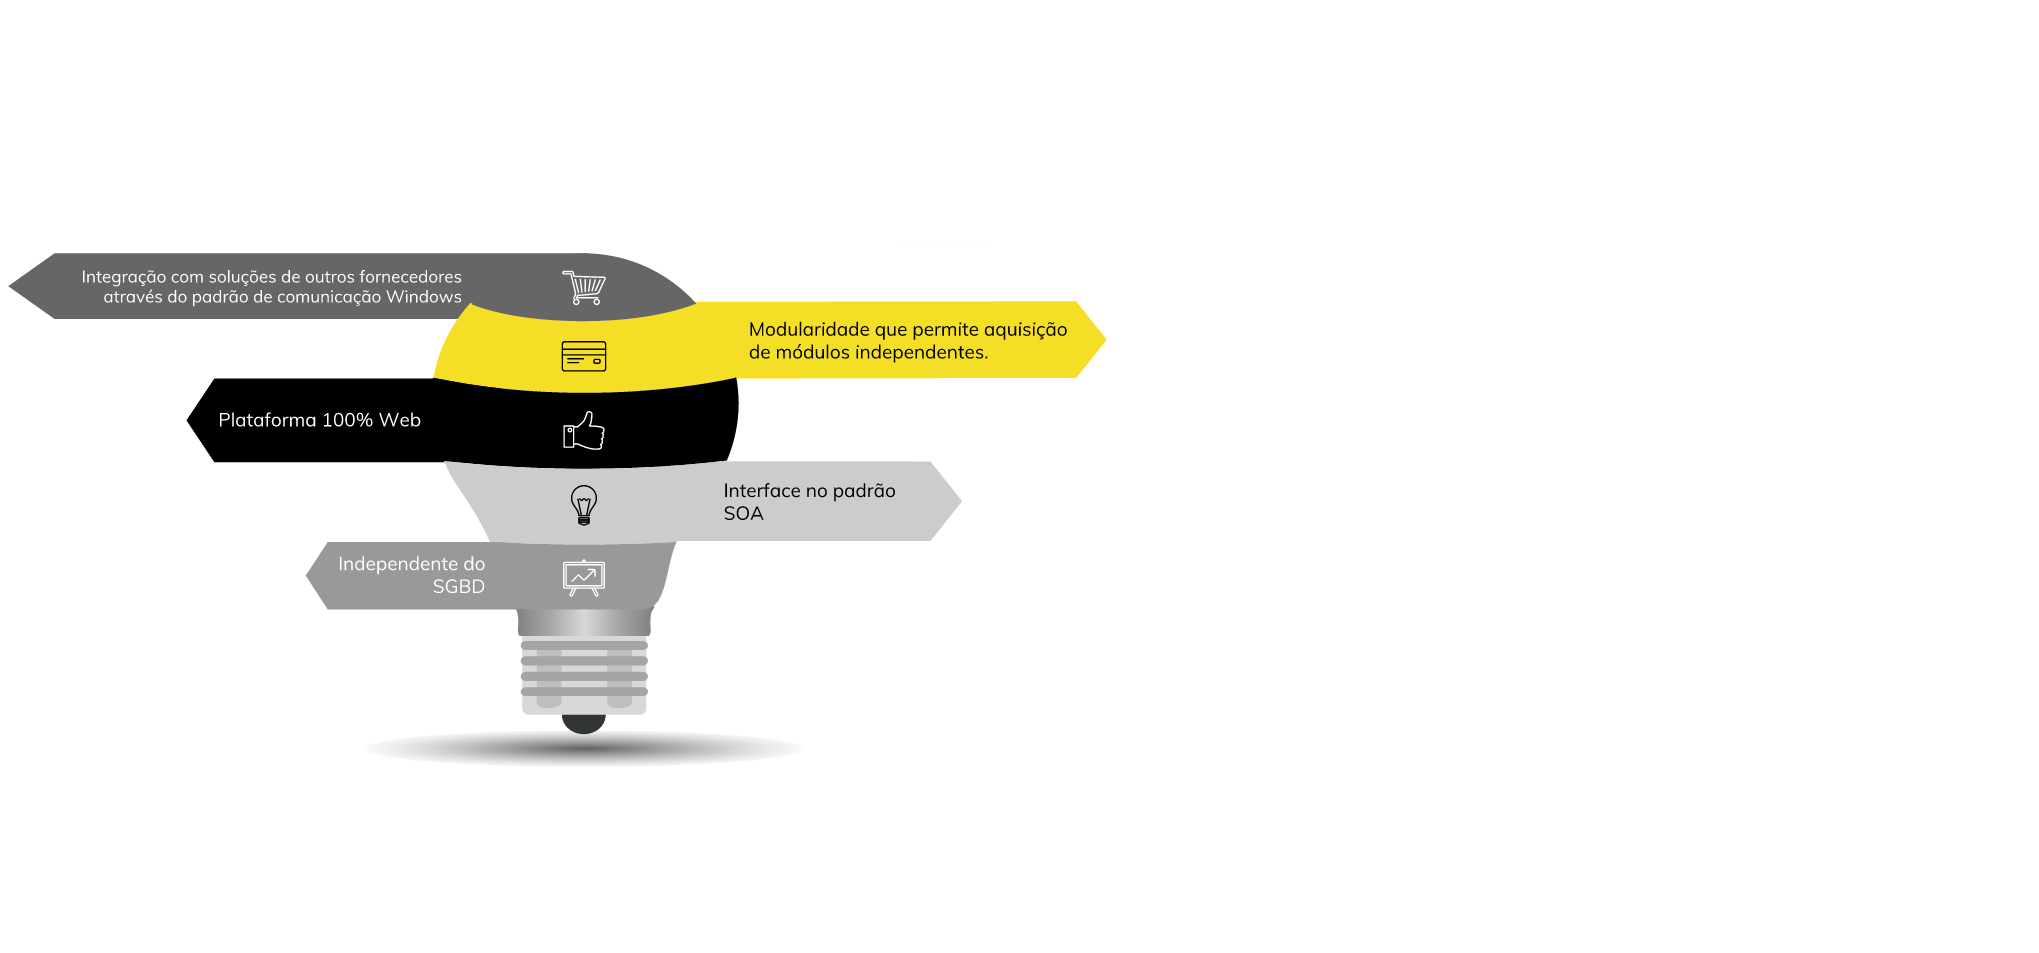 Integração com soluções de outros fornecedores
através do padrão de comunicação Windows
Modularidade que permite aquisição
de módulos independentes.
Plataforma 100% Web
Interface no padrão
SOA
Independente do
SGBD